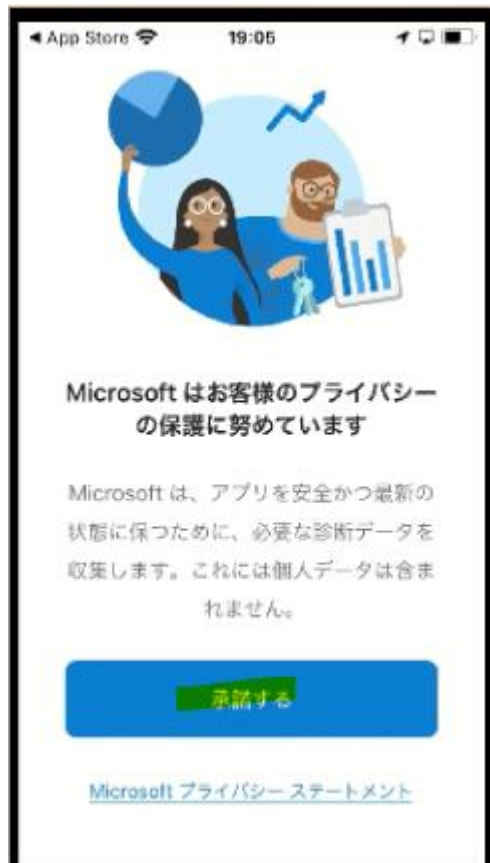 ◀ App Store 19:05
Microsoft はお客様のプライバシー
の保護に努めています
Microsoft は、アプリを安全かつ最新の
状態に保つために、必要な診断データを
収集します。これには個人データは含ま
れません。
承諾する
Microsoft プライバシー ステートメント